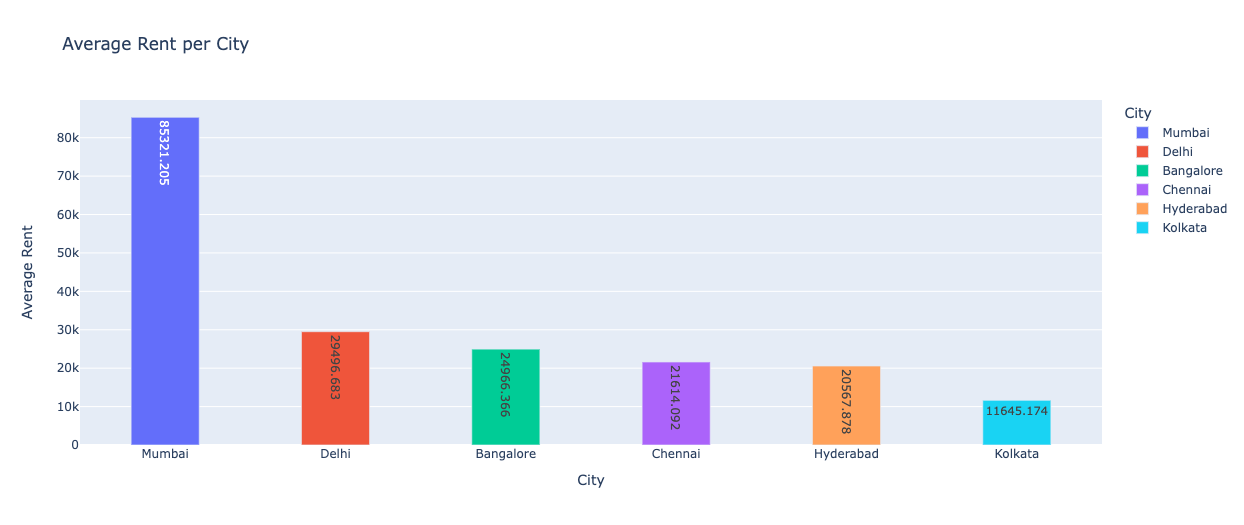 Average Rent per City
Average Rent
80k
70k
60k
50k
40k
30k
20k
10k
0
85321.205
29496.683
24966.366
21614.092
20567.878
11645.174
Mumbai
Delhi
Bangalore
Chennai
Hyderabad
Kolkata
City
City
Mumbai
Delhi
Bangalore
Chennai
Hyderabad
Kolkata